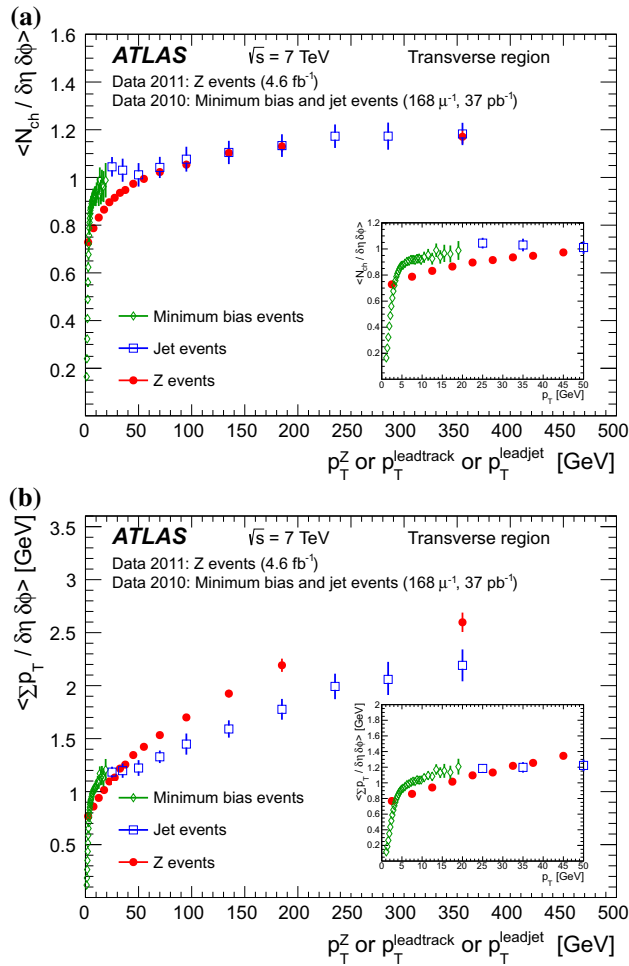 (a)
<N_ch / δη δϕ>
1.6
1.4
1.2
1
0.8
0.6
0.4
0.2
ATLAS √s = 7 TeV Transverse region
Data 2011: Z events (4.6 fb⁻¹)
Data 2010: Minimum bias and jet events (168 μ⁻¹, 37 pb⁻¹)
Minimum bias events
Jet events
Z events
<N_ch / δη δϕ>
1.2
1
0.8
0.6
0.4
0.2
0 5 10 15 20 25 30 35 40 45 50
p_T [GeV]
0 50 100 150 200 250 300 350 400 450 500
p_T^Z or p_T^leadtrack or p_T^leadjet [GeV]
(b)
<Σp_T / δη δϕ> [GeV]
3.5
3
2.5
2
1.5
1
0.5
ATLAS √s = 7 TeV Transverse region
Data 2011: Z events (4.6 fb⁻¹)
Data 2010: Minimum bias and jet events (168 μ⁻¹, 37 pb⁻¹)
Minimum bias events
Jet events
Z events
<Σp_T / δη δϕ> [GeV]
2
1.8
1.6
1.4
1.2
1
0.8
0.6
0.4
0.2
0 5 10 15 20 25 30 35 40 45 50
p_T [GeV]
0 50 100 150 200 250 300 350 400 450 500
p_T^Z or p_T^leadtrack or p_T^leadjet [GeV]